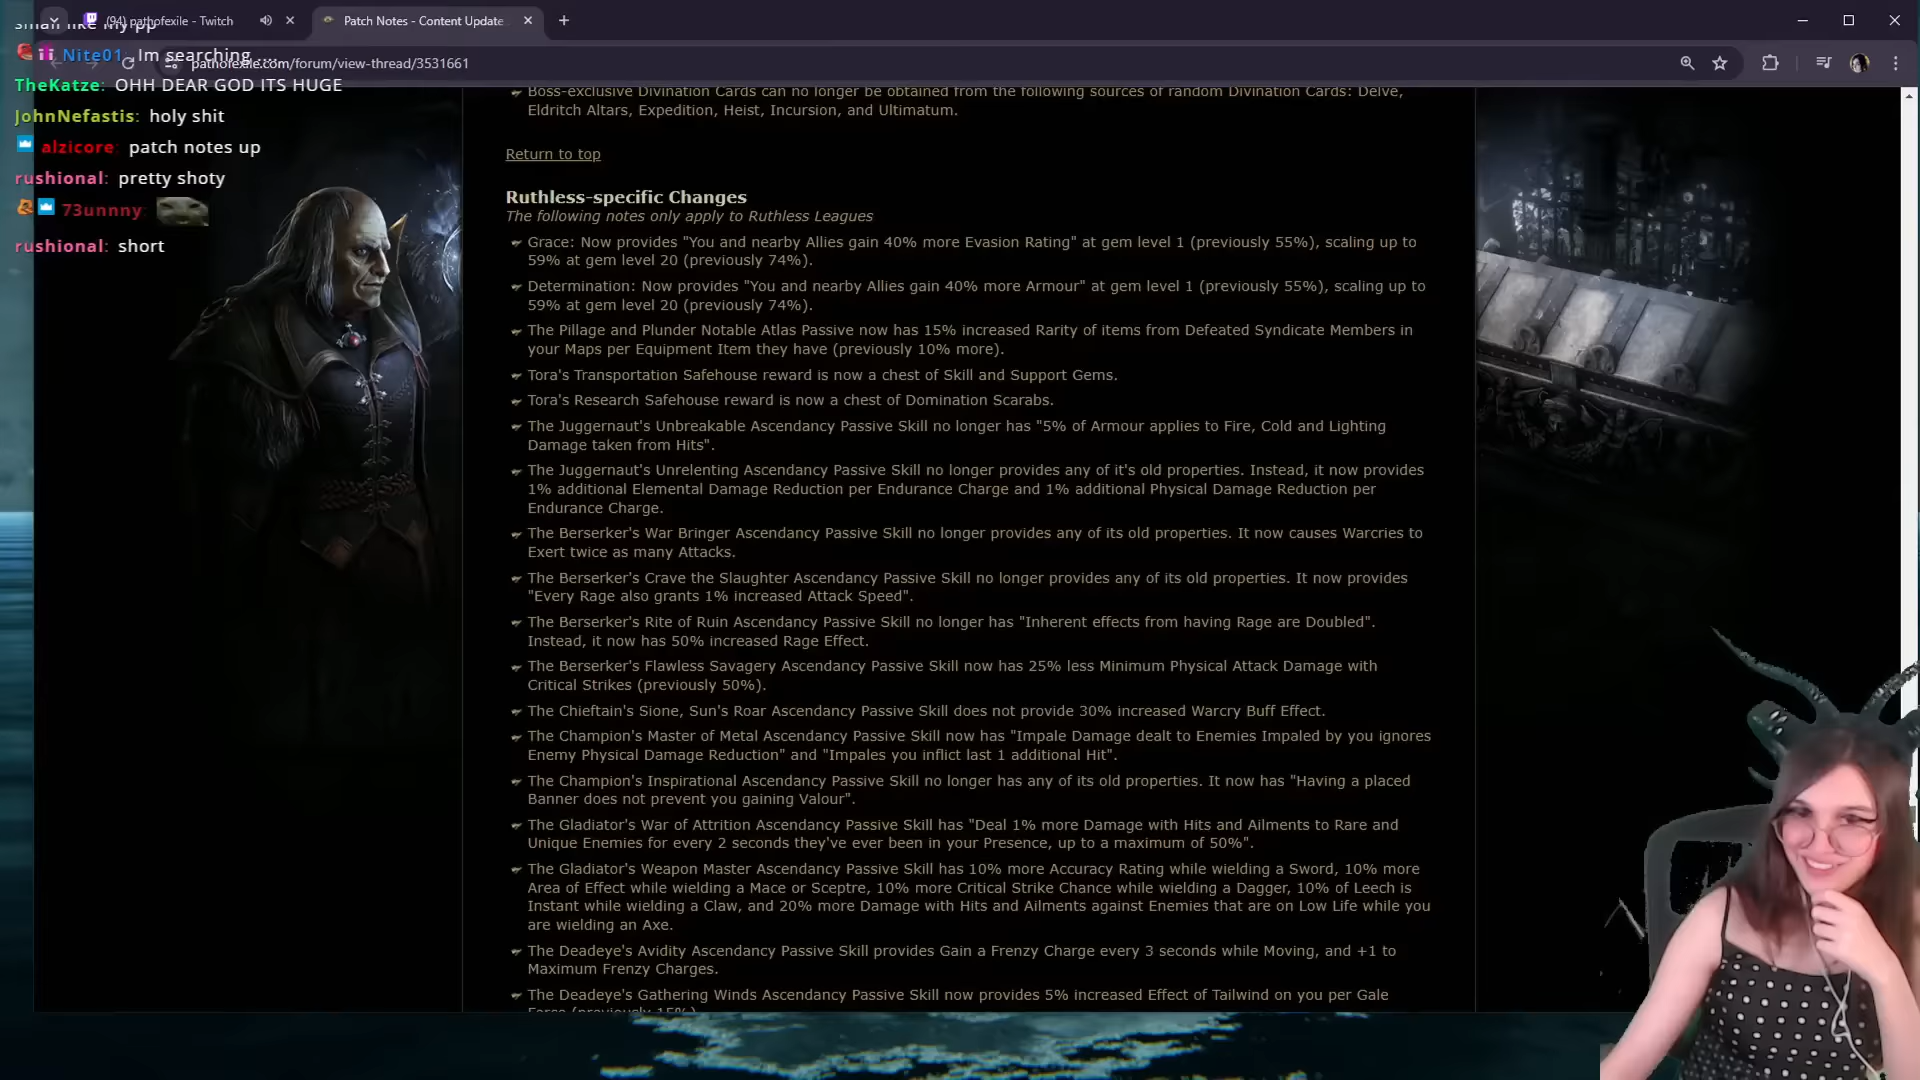 (94) pathofexile - Twitch
Patch Notes - Content Update
small like my pp
Nite01: Im searching ....
pathofexile.com/forum/view-thread/3531661
TheKatze: OHH DEAR GOD ITS HUGE
JohnNefastis: holy shit
alzicore: patch notes up
rushional: pretty shoty
73unnny:
rushional: short
Boss-exclusive Divination Cards can no longer be obtained from the following sources of random Divination Cards: Delve,
Eldritch Altars, Expedition, Heist, Incursion, and Ultimatum.
Return to top
Ruthless-specific Changes
The following notes only apply to Ruthless Leagues
Grace: Now provides "You and nearby Allies gain 40% more Evasion Rating" at gem level 1 (previously 55%), scaling up to
59% at gem level 20 (previously 74%).
Determination: Now provides "You and nearby Allies gain 40% more Armour" at gem level 1 (previously 55%), scaling up to
59% at gem level 20 (previously 74%).
The Pillage and Plunder Notable Atlas Passive now has 15% increased Rarity of items from Defeated Syndicate Members in
your Maps per Equipment Item they have (previously 10% more).
Tora's Transportation Safehouse reward is now a chest of Skill and Support Gems.
Tora's Research Safehouse reward is now a chest of Domination Scarabs.
The Juggernaut's Unbreakable Ascendancy Passive Skill no longer has "5% of Armour applies to Fire, Cold and Lighting
Damage taken from Hits".
The Juggernaut's Unrelenting Ascendancy Passive Skill no longer provides any of it's old properties. Instead, it now provides
1% additional Elemental Damage Reduction per Endurance Charge and 1% additional Physical Damage Reduction per
Endurance Charge.
The Berserker's War Bringer Ascendancy Passive Skill no longer provides any of its old properties. It now causes Warcries to
Exert twice as many Attacks.
The Berserker's Crave the Slaughter Ascendancy Passive Skill no longer provides any of its old properties. It now provides
"Every Rage also grants 1% increased Attack Speed".
The Berserker's Rite of Ruin Ascendancy Passive Skill no longer has "Inherent effects from having Rage are Doubled".
Instead, it now has 50% increased Rage Effect.
The Berserker's Flawless Savagery Ascendancy Passive Skill now has 25% less Minimum Physical Attack Damage with
Critical Strikes (previously 50%).
The Chieftain's Sione, Sun's Roar Ascendancy Passive Skill does not provide 30% increased Warcry Buff Effect.
The Champion's Master of Metal Ascendancy Passive Skill now has "Impale Damage dealt to Enemies Impaled by you ignores
Enemy Physical Damage Reduction" and "Impales you inflict last 1 additional Hit".
The Champion's Inspirational Ascendancy Passive Skill no longer has any of its old properties. It now has "Having a placed
Banner does not prevent you gaining Valour".
The Gladiator's War of Attrition Ascendancy Passive Skill has "Deal 1% more Damage with Hits and Ailments to Rare and
Unique Enemies for every 2 seconds they've ever been in your Presence, up to a maximum of 50%".
The Gladiator's Weapon Master Ascendancy Passive Skill has 10% more Accuracy Rating while wielding a Sword, 10% more
Area of Effect while wielding a Mace or Sceptre, 10% more Critical Strike Chance while wielding a Dagger, 10% of Leech is
Instant while wielding a Claw, and 20% more Damage with Hits and Ailments against Enemies that are on Low Life while you
are wielding an Axe.
The Deadeye's Avidity Ascendancy Passive Skill provides Gain a Frenzy Charge every 3 seconds while Moving, and +1 to
Maximum Frenzy Charges.
The Deadeye's Gathering Winds Ascendancy Passive Skill now provides 5% increased Effect of Tailwind on you per Gale
Force (previously 15%)